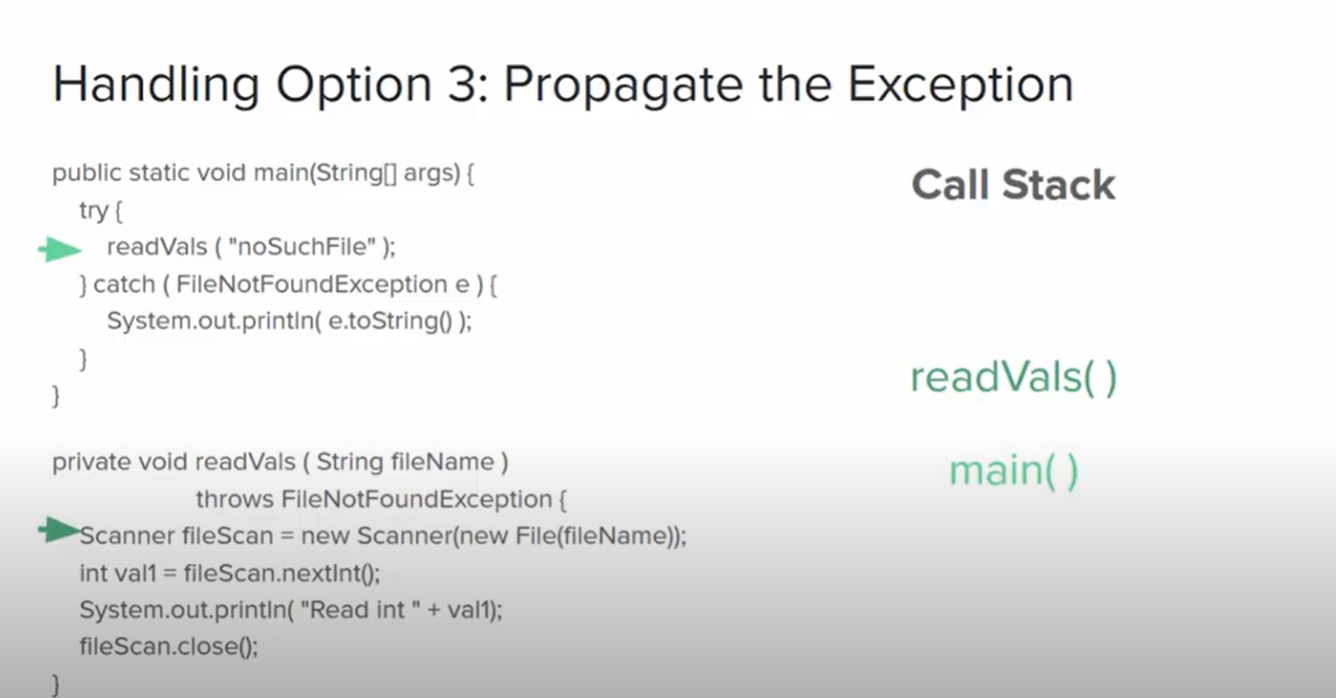 Handling Option 3: Propagate the Exception
public static void main(String[] args) {
try {
readVals ( "noSuchFile" );
} catch ( FileNotFoundException e ) {
System.out.println( e.toString() );
}
}
private void readVals ( String fileName )
throws FileNotFoundException {
Scanner fileScan = new Scanner(new File(fileName));
int val1 = fileScan.nextInt();
System.out.println( "Read int " + val1);
fileScan.close();
}
Call Stack
readVals( )
main( )